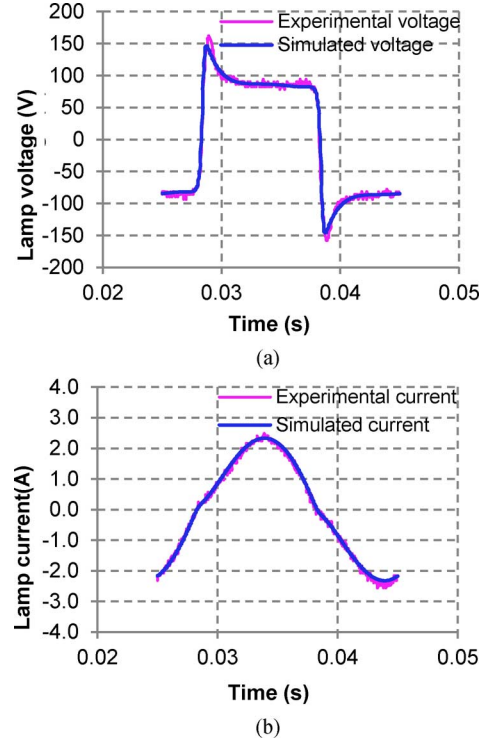 200
150
100
50
0
-50
-100
-150
-200
Lamp voltage (V)
Experimental voltage
Simulated voltage
0.02 0.03 0.04 0.05
Time (s)
(a)
4.0
3.0
2.0
1.0
0.0
-1.0
-2.0
-3.0
-4.0
Lamp current(A)
Experimental current
Simulated current
0.02 0.03 0.04 0.05
Time (s)
(b)